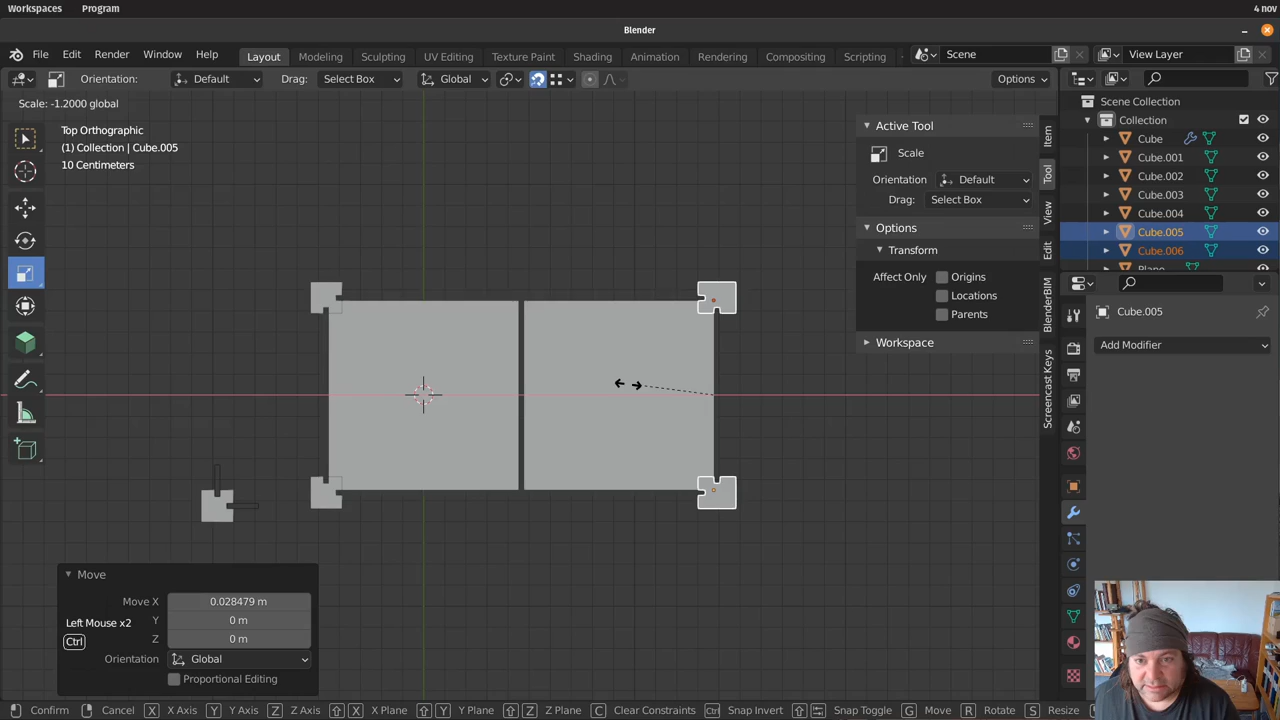 Workspaces Program 4 nov
Blender
File Edit Render Window Help Layout Modeling Sculpting UV Editing Texture Paint Shading Animation Rendering Compositing Scripting Scene View Layer
Orientation: Default Drag: Select Box Global Options
Scale: -1.2000 global
Top Orthographic
(1) Collection | Cube.005
10 Centimeters
Active Tool
Scale
Orientation Default
Drag: Select Box
Options
Transform
Affect Only Origins
Locations
Parents
Workspace
Item
Tool
View
Edit
BlenderBIM
Screencast Keys
Scene Collection
Collection
Cube
Cube.001
Cube.002
Cube.003
Cube.004
Cube.005
Cube.006
Plane
Cube.005
Add Modifier
Move
Move X 0.028479 m
Y 0 m
Z 0 m
Orientation Global
Proportional Editing
Left Mouse x2
Ctrl
Confirm Cancel X X Axis Y Y Axis Z Z Axis X X Plane Y Y Plane Z Z Plane C Clear Constraints Ctrl Snap Invert Snap Toggle G Move R Rotate S Resize